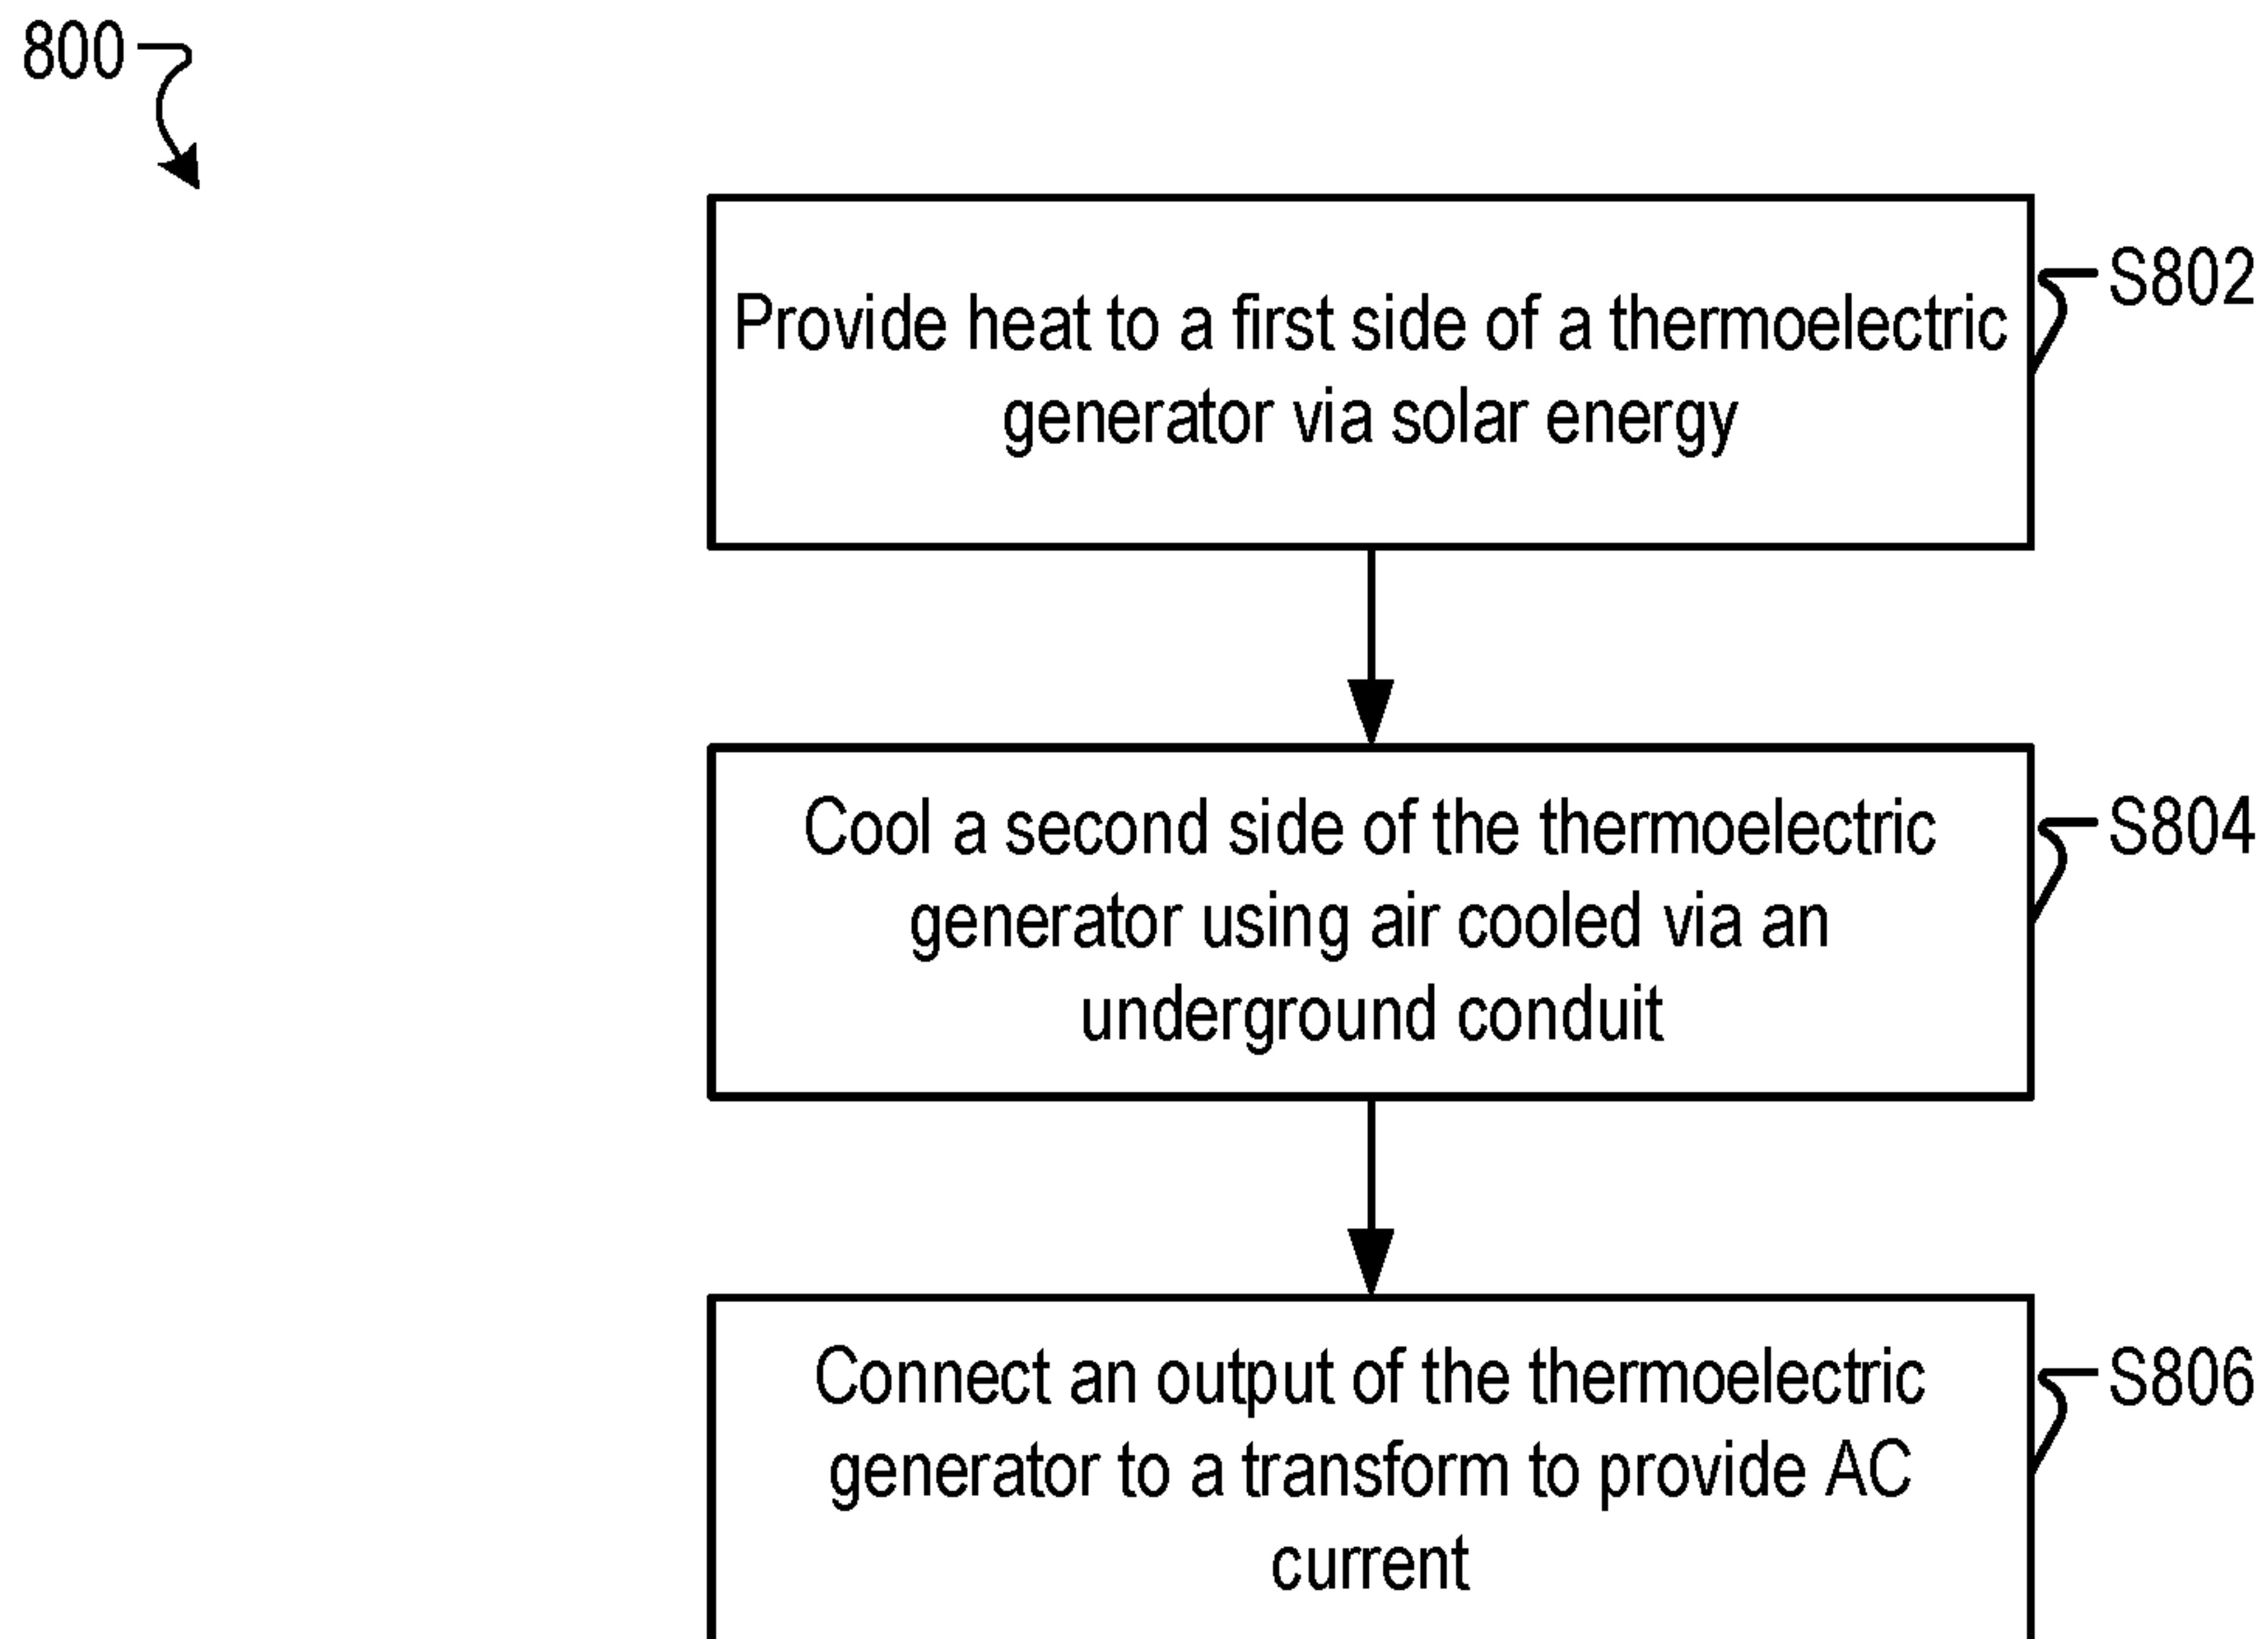 800
Provide heat to a first side of a thermoelectric
generator via solar energy
S802
Cool a second side of the thermoelectric
generator using air cooled via an
underground conduit
S804
Connect an output of the thermoelectric
generator to a transform to provide AC
current
S806